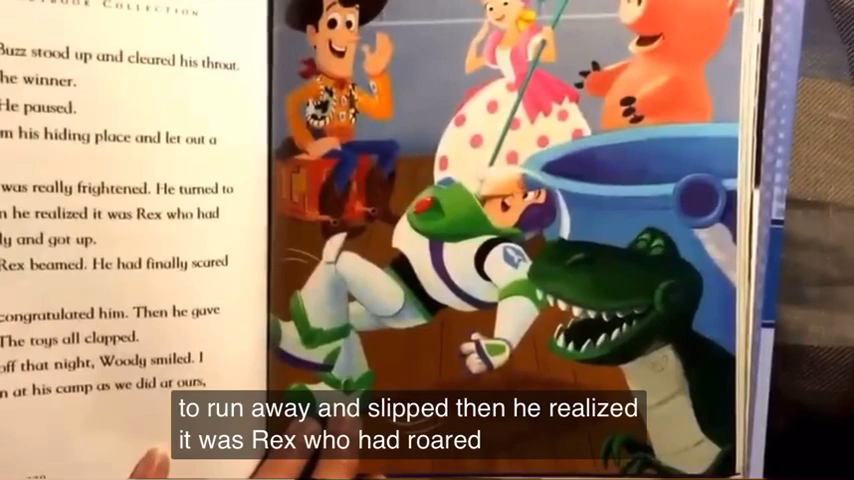 COLLECTION
Buzz stood up and cleared his throat.
he winner.
He paused.
m his hiding place and let out a
was really frightened. He turned to
n he realized it was Rex who had
ly and got up.
Rex beamed. He had finally scared
congratulated him. Then he gave
The toys all clapped.
off that night, Woody smiled. I
n at his camp as we did at ours,
to run away and slipped then he realized
it was Rex who had roared